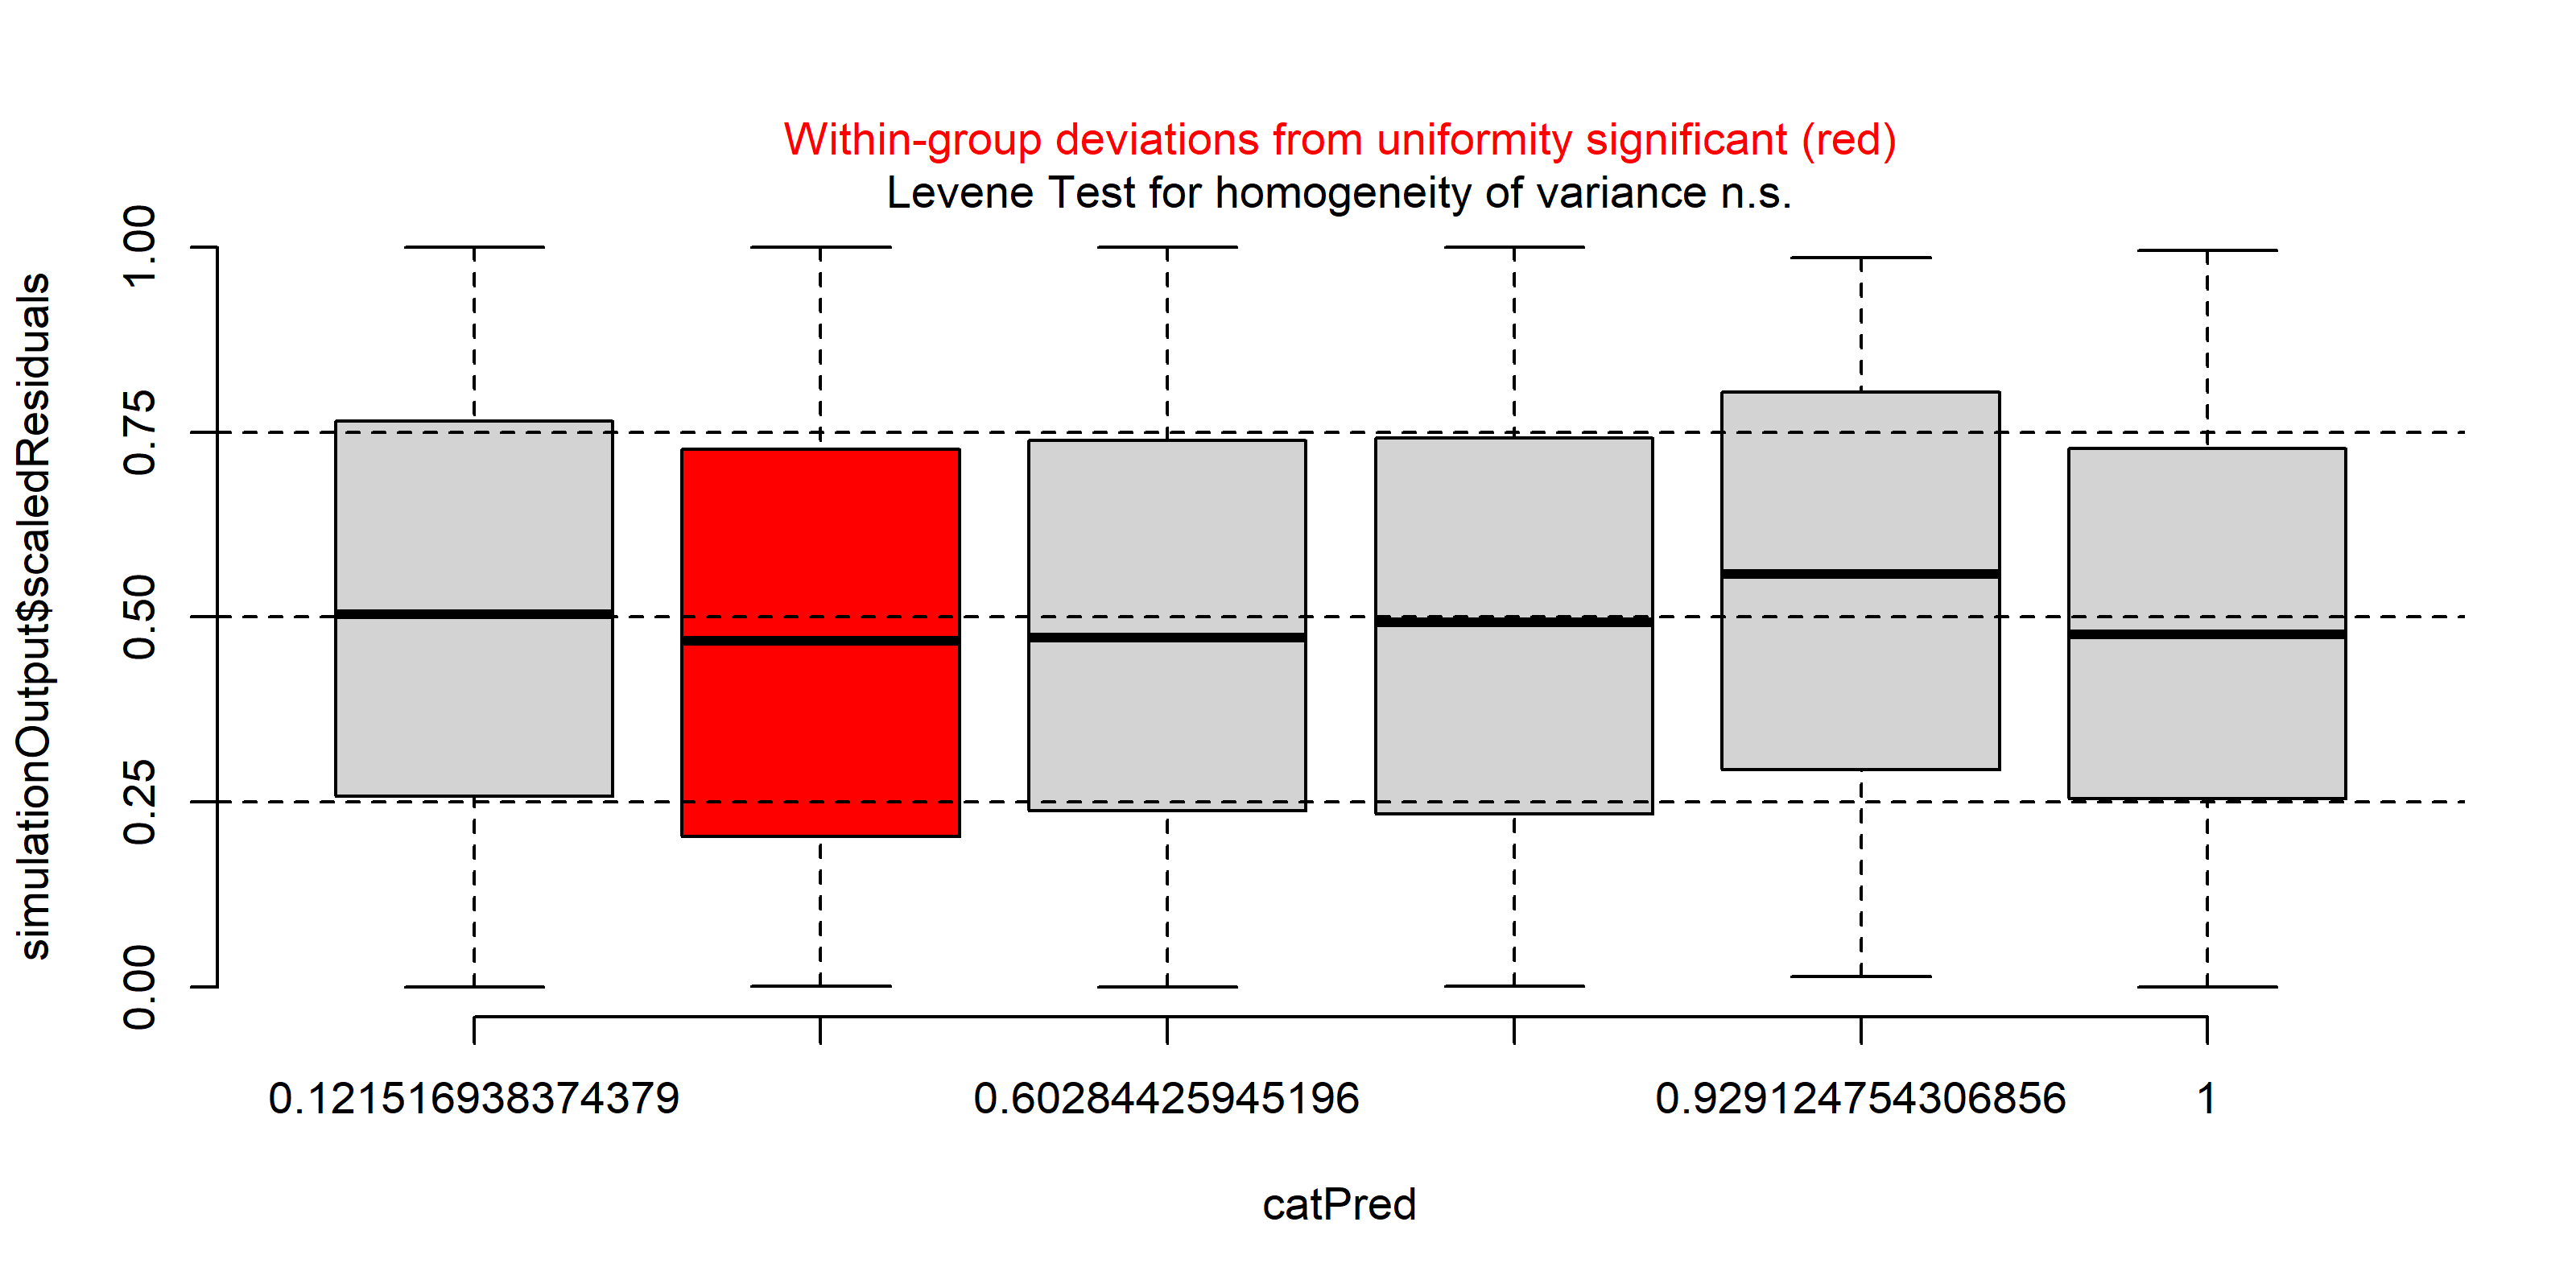 Within-group deviations from uniformity significant (red)
Levene Test for homogeneity of variance n.s.
simulationOutput$scaledResiduals
1.00
0.75
0.50
0.25
0.00
0.121516938374379
0.60284425945196
0.929124754306856
1
catPred